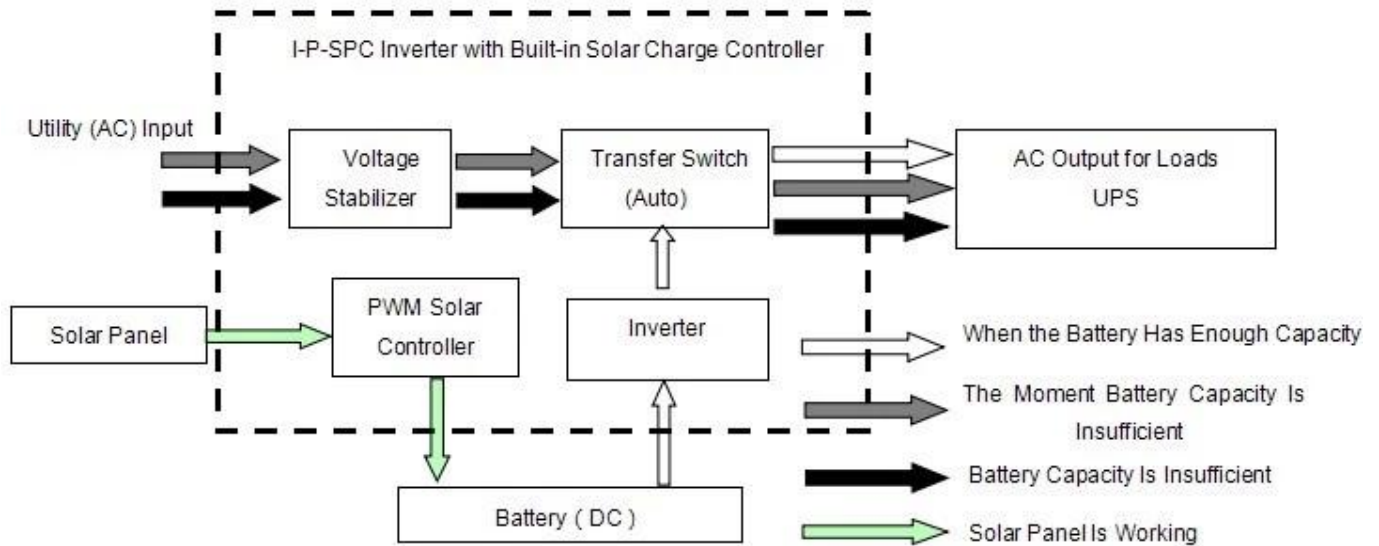 I-P-SPC Inverter with Built-in Solar Charge Controller
Utility (AC) Input
Voltage
Stabilizer
Transfer Switch
(Auto)
AC Output for Loads
UPS
Solar Panel
PWM Solar
Controller
Inverter
Battery ( DC )
When the Battery Has Enough Capacity
The Moment Battery Capacity Is
Insufficient
Battery Capacity Is Insufficient
Solar Panel Is Working